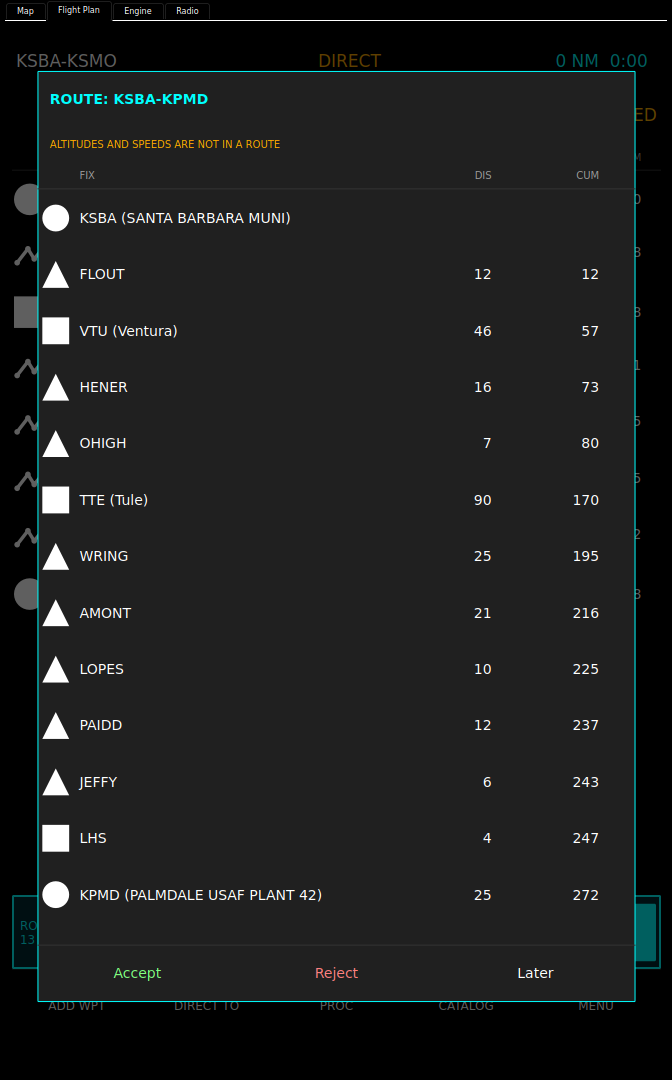 Map Flight Plan Engine Radio
KSBA-KSMO DIRECT 0 NM 0:00
ROUTE: KSBA-KPMD
ED
ALTITUDES AND SPEEDS ARE NOT IN A ROUTE
FIX DIS CUM
KSBA (SANTA BARBARA MUNI)
FLOUT 12 12
VTU (Ventura) 46 57
HENER 16 73
OHIGH 7 80
TTE (Tule) 90 170
WRING 25 195
AMONT 21 216
LOPES 10 225
PAIDD 12 237
JEFFY 6 243
LHS 4 247
KPMD (PALMDALE USAF PLANT 42) 25 272
RO
13
Accept Reject Later
ADD WPT DIRECT TO PROC CATALOG MENU